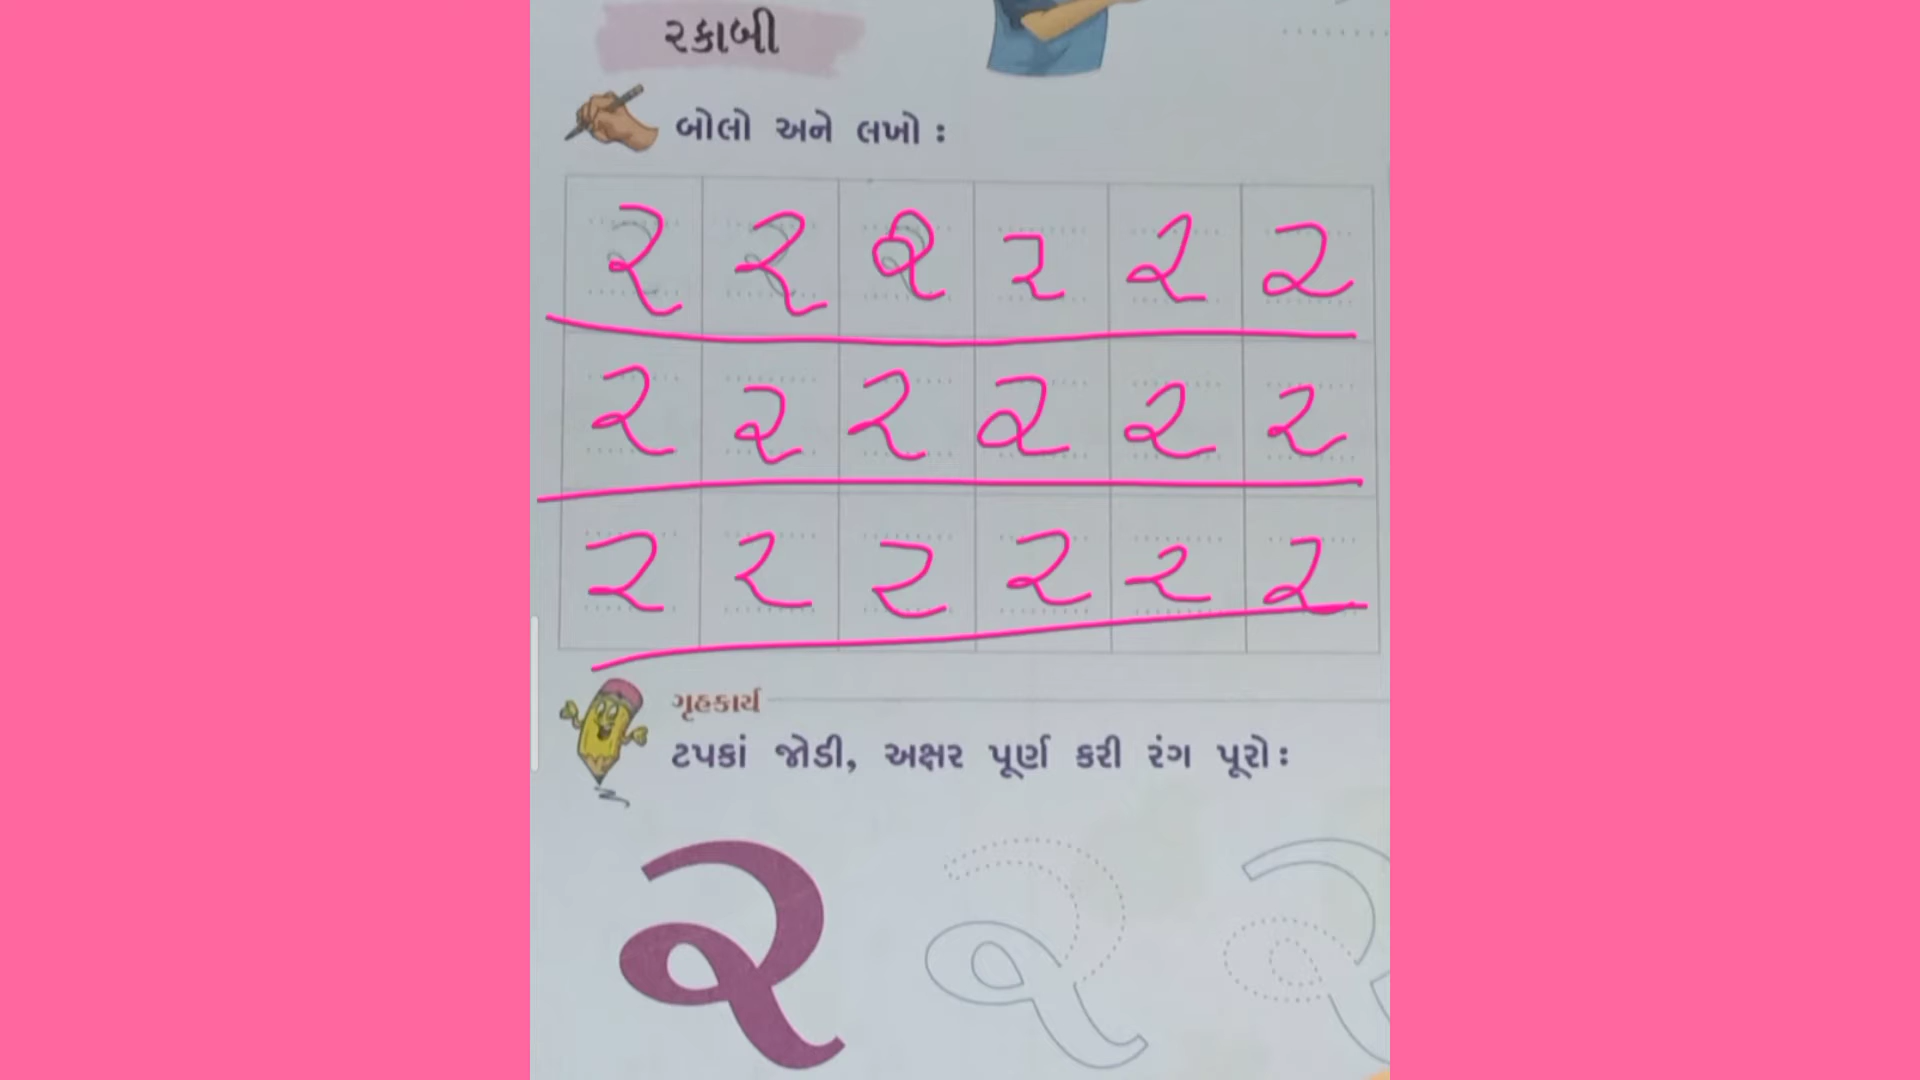 રકાબી
બોલો અને લખો :
ર ર ર ર ર ર
ર ર ર ર ર ર
ર ર ર ર ર ર
ગૃહકાર્ય
ટપકાં જોડી, અક્ષર પૂર્ણ કરી રંગ પૂરો :
ર ર ર